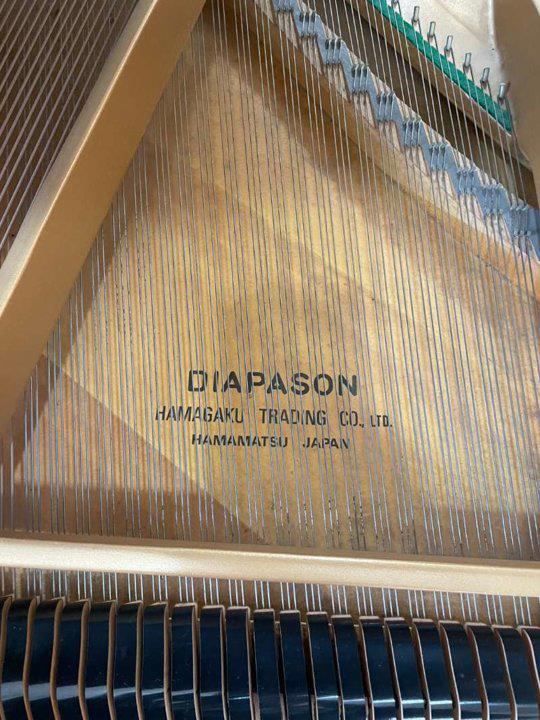 DIAPASON
HAMAGAKU TRADING CO., LTD.
HAMAMATSU JAPAN